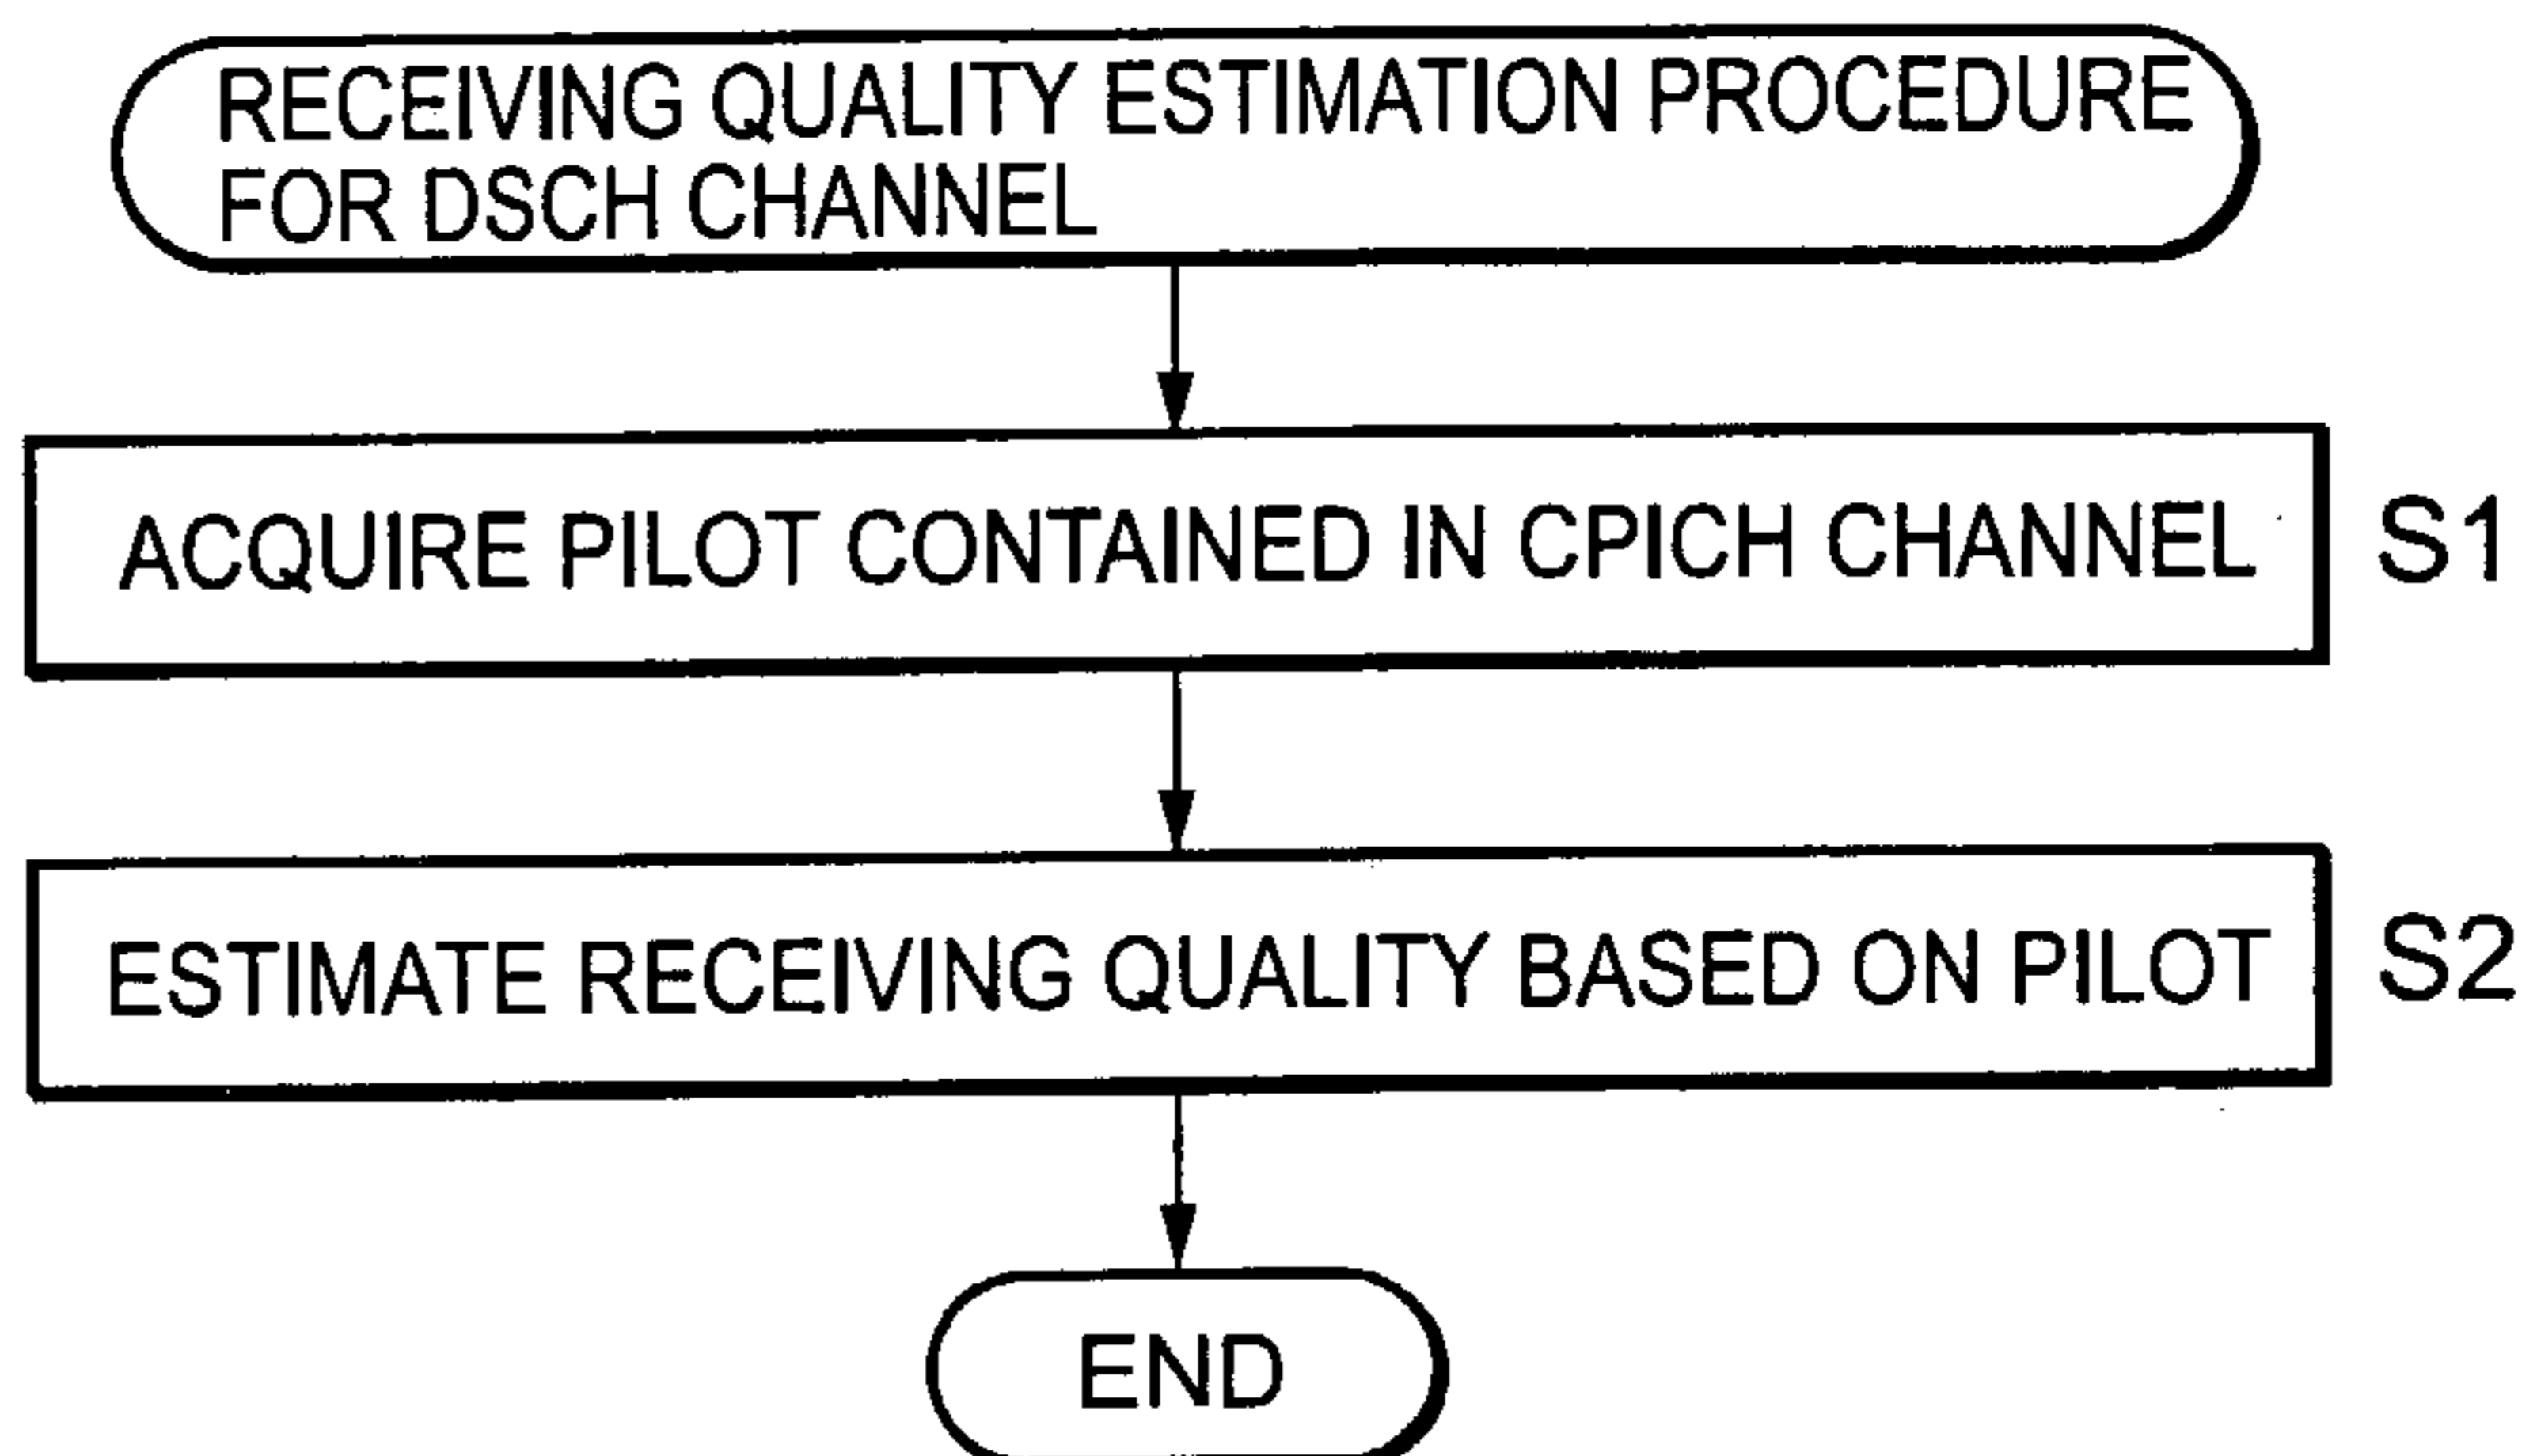 RECEIVING QUALITY ESTIMATION PROCEDURE
FOR DSCH CHANNEL
ACQUIRE PILOT CONTAINED IN CPICH CHANNEL S1
ESTIMATE RECEIVING QUALITY BASED ON PILOT S2
END